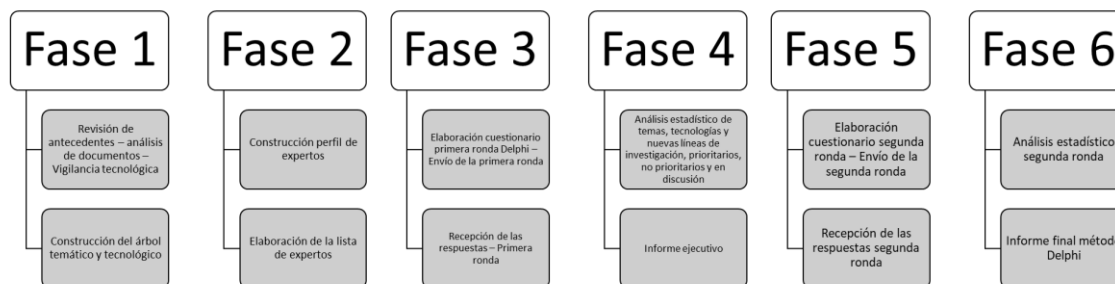 Fase 1
Revisión de
antecedentes – análisis
de documentos –
Vigilancia tecnológica
Construcción del árbol
temático y tecnológico
Fase 2
Construcción perfil de
expertos
Elaboración de la lista
de expertos
Fase 3
Elaboración cuestionario
primera ronda Delphi –
Envío de la primera ronda
Recepción de las
respuestas – Primera
ronda
Fase 4
Análisis estadístico de
temas, tecnologías y
nuevas líneas de
investigación, prioritarios,
no prioritarios y en
discusión
Informe ejecutivo
Fase 5
Elaboración
cuestionario segunda
ronda – Envío de la
segunda ronda
Recepción de las
respuestas segunda
ronda
Fase 6
Análisis estadístico
segunda ronda
Informe final método
Delphi